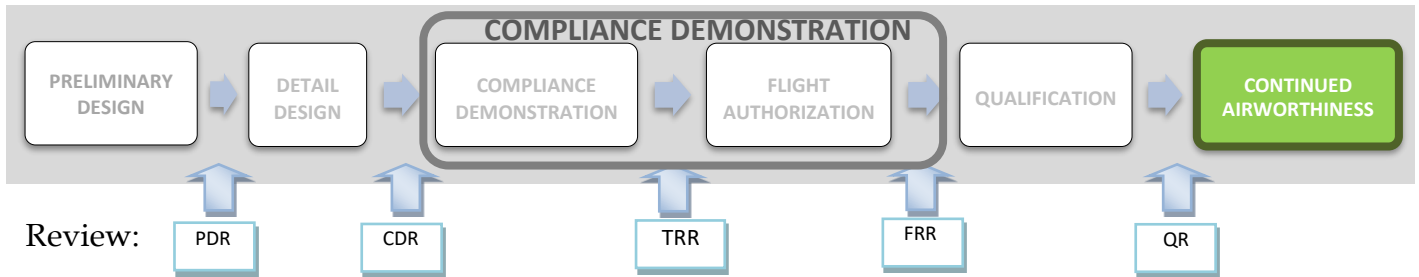 COMPLIANCE DEMONSTRATION
PRELIMINARY
DESIGN
DETAIL
DESIGN
COMPLIANCE
DEMONSTRATION
FLIGHT
AUTHORIZATION
QUALIFICATION
CONTINUED
AIRWORTHINESS
Review:
PDR
CDR
TRR
FRR
QR